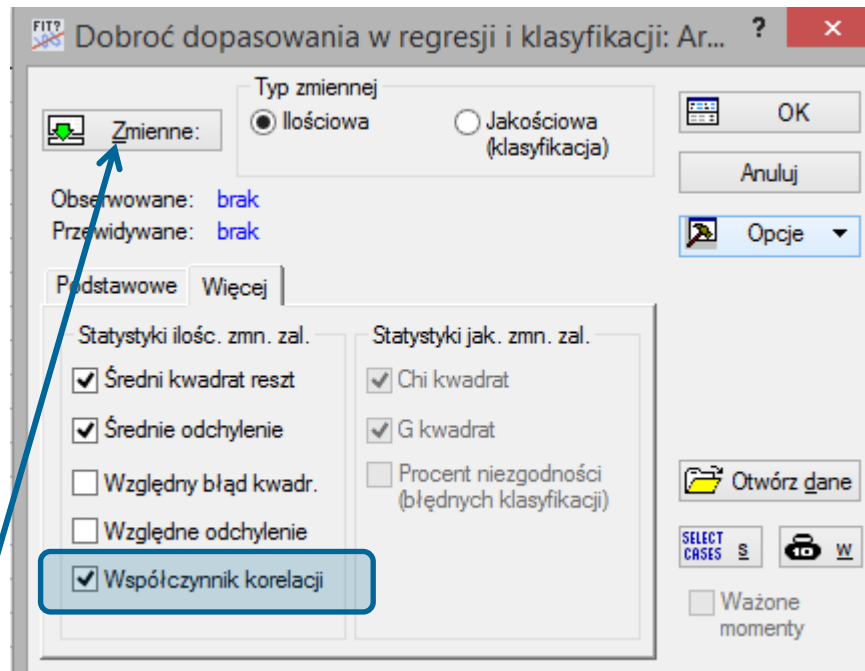 FIT?
Dobroć dopasowania w regresji i klasyfikacji: Ar... ? ×
Typ zmiennej
Zmienne:
Ilościowa
Jakościowa
(klasyfikacja)
OK
Anuluj
Obserwowane: brak
Przewidywane: brak
Opcje
Podstawowe Więcej
Statystyki ilośc. zmn. zal.
Średni kwadrat reszt
Średnie odchylenie
Względny błąd kwadr.
Względne odchylenie
Współczynnik korelacji
Statystyki jak. zmn. zal.
Chi kwadrat
G kwadrat
Procent niezgodności
(błędnych klasyfikacji)
Otwórz dane
SELECT
CASES S
W
Ważone
momenty